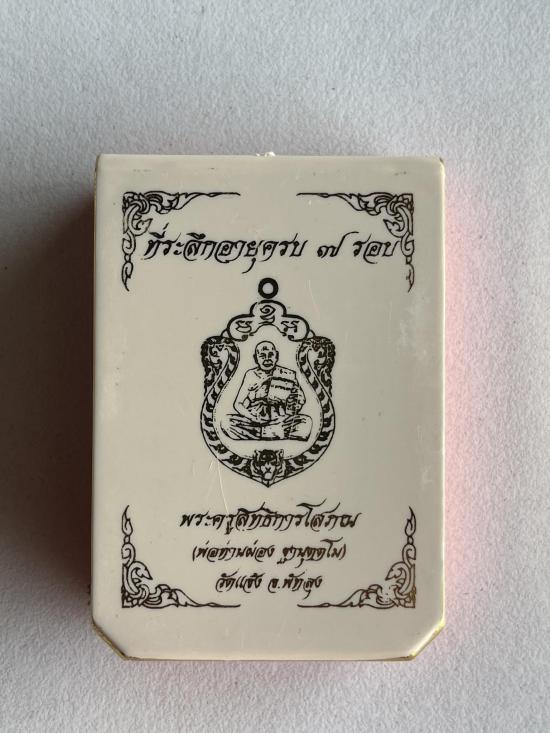 ที่ระลึกอายุครบ ๗ รอบ
พระครูสิทธิการโสภณ
(พ่อท่านผ่อง ฐานุตฺตโม)
วัดแจ้ง จ.พัทลุง